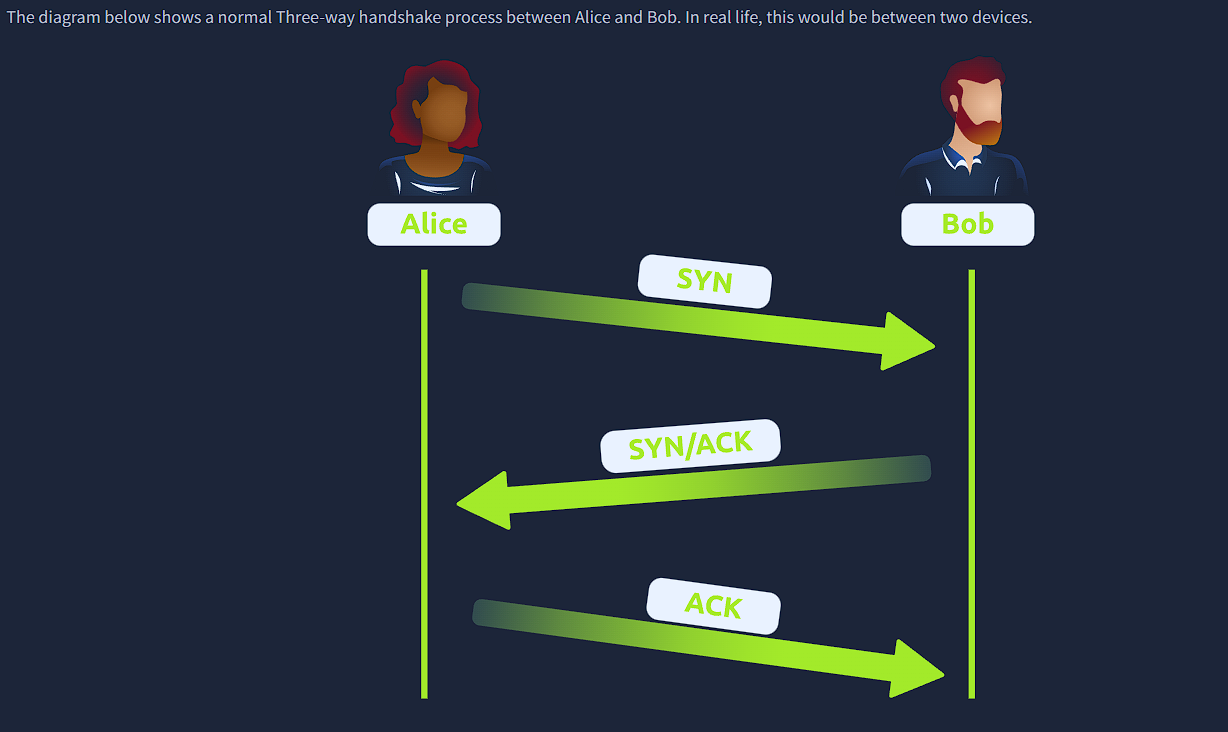 The diagram below shows a normal Three-way handshake process between Alice and Bob. In real life, this would be between two devices.
Alice
Bob
SYN
SYN/ACK
ACK